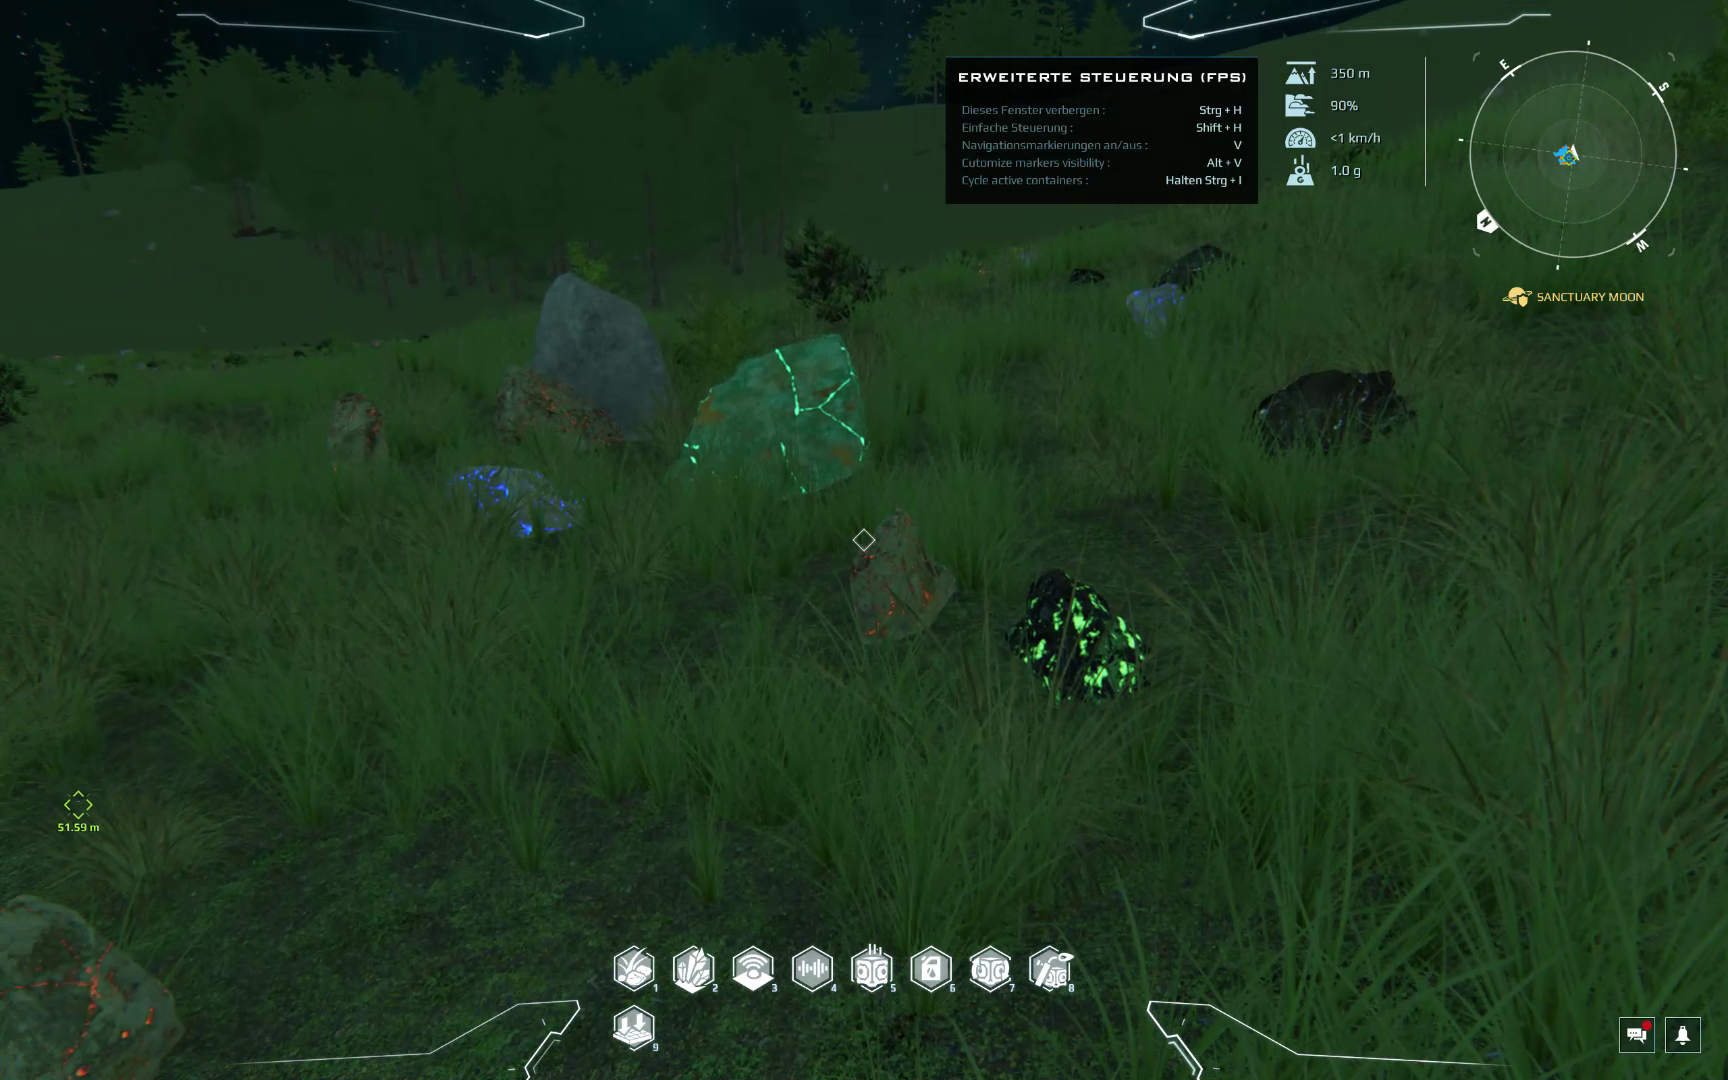 ERWEITERTE STEUERUNG (FPS)
Dieses Fenster verbergen : Strg + H
Einfache Steuerung : Shift + H
Navigationsmarkierungen an/aus : V
Cutomize markers visibility : Alt + V
Cycle active containers : Halten Strg + I
350 m
90%
<1 km/h
1.0 g
G
E
S
N
W
SANCTUARY MOON
51.59 m
1
2
3
4
5
6
7
8
9